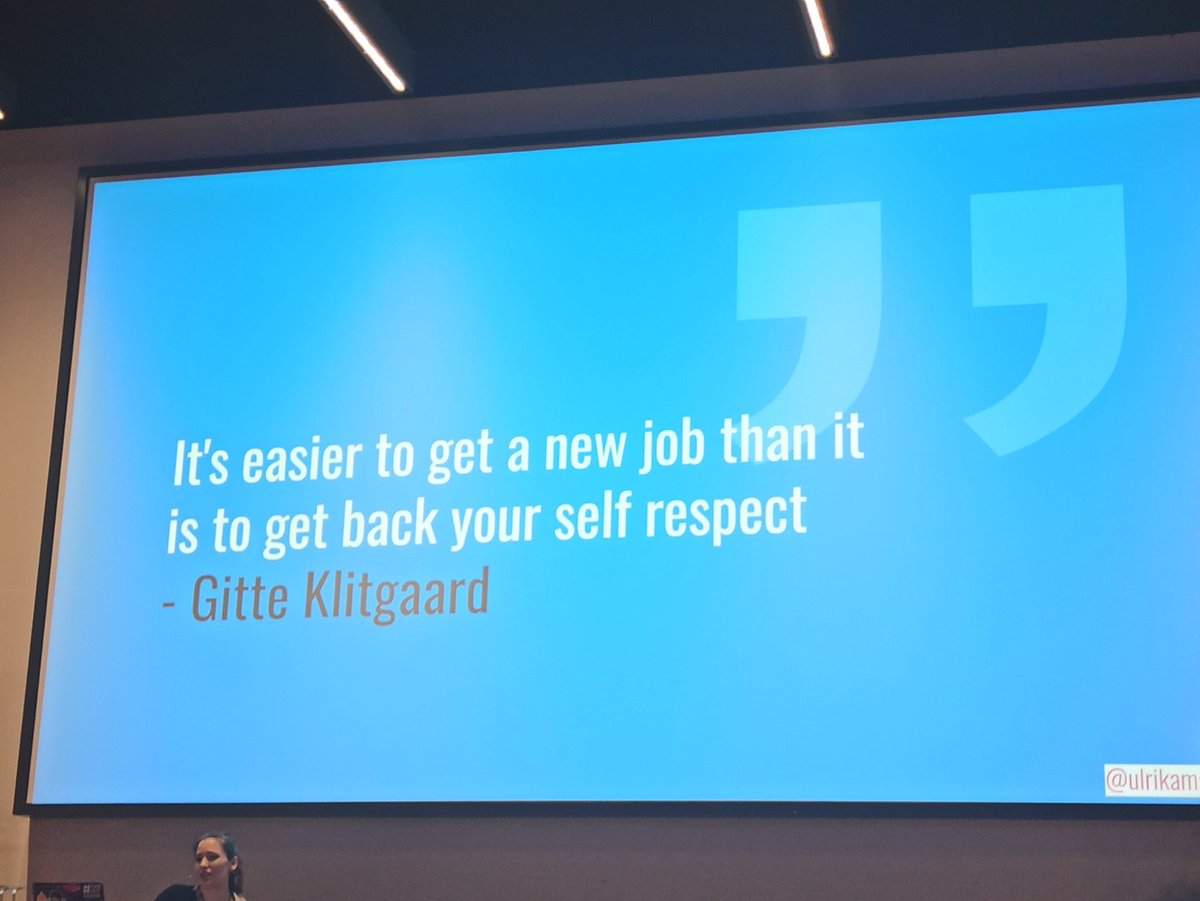 It's easier to get a new job than it
is to get back your self respect
- Gitte Klitgaard
@ulrikam